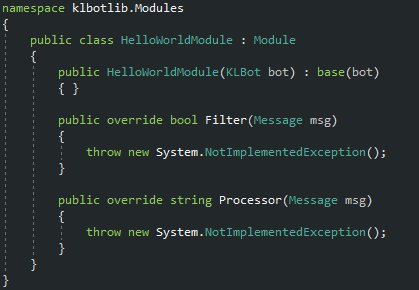 namespace klbotlib.Modules
{
    public class HelloWorldModule : Module
    {
        public HelloWorldModule(KLBot bot) : base(bot)
        { }

        public override bool Filter(Message msg)
        {
            throw new System.NotImplementedException();
        }

        public override string Processor(Message msg)
        {
            throw new System.NotImplementedException();
        }
    }
}